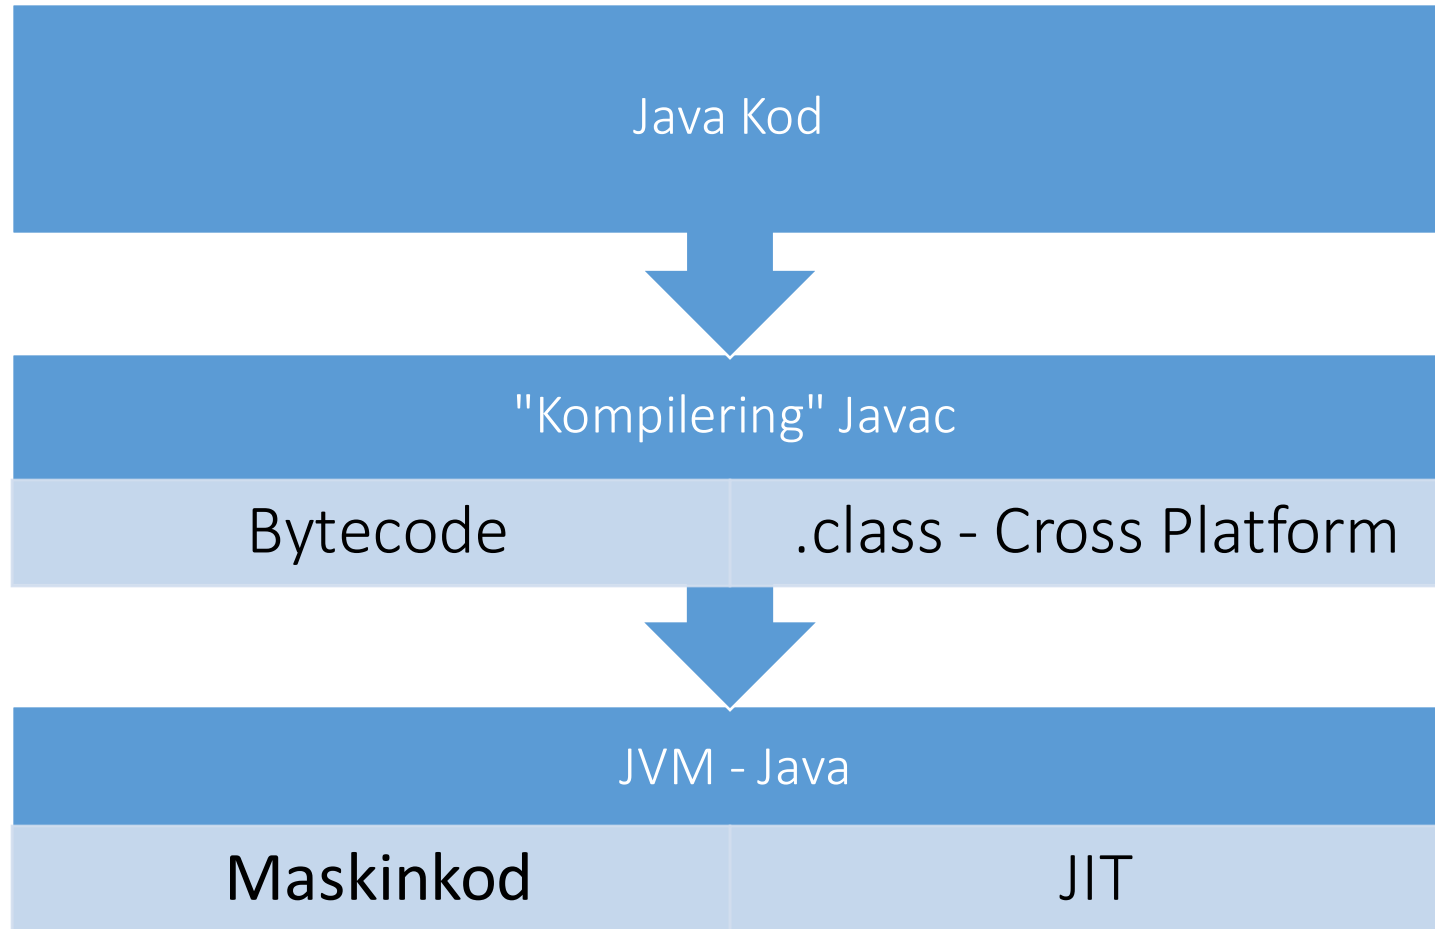 Java Kod
"Kompilering" Javac
Bytecode
.class - Cross Platform
JVM - Java
Maskinkod
JIT